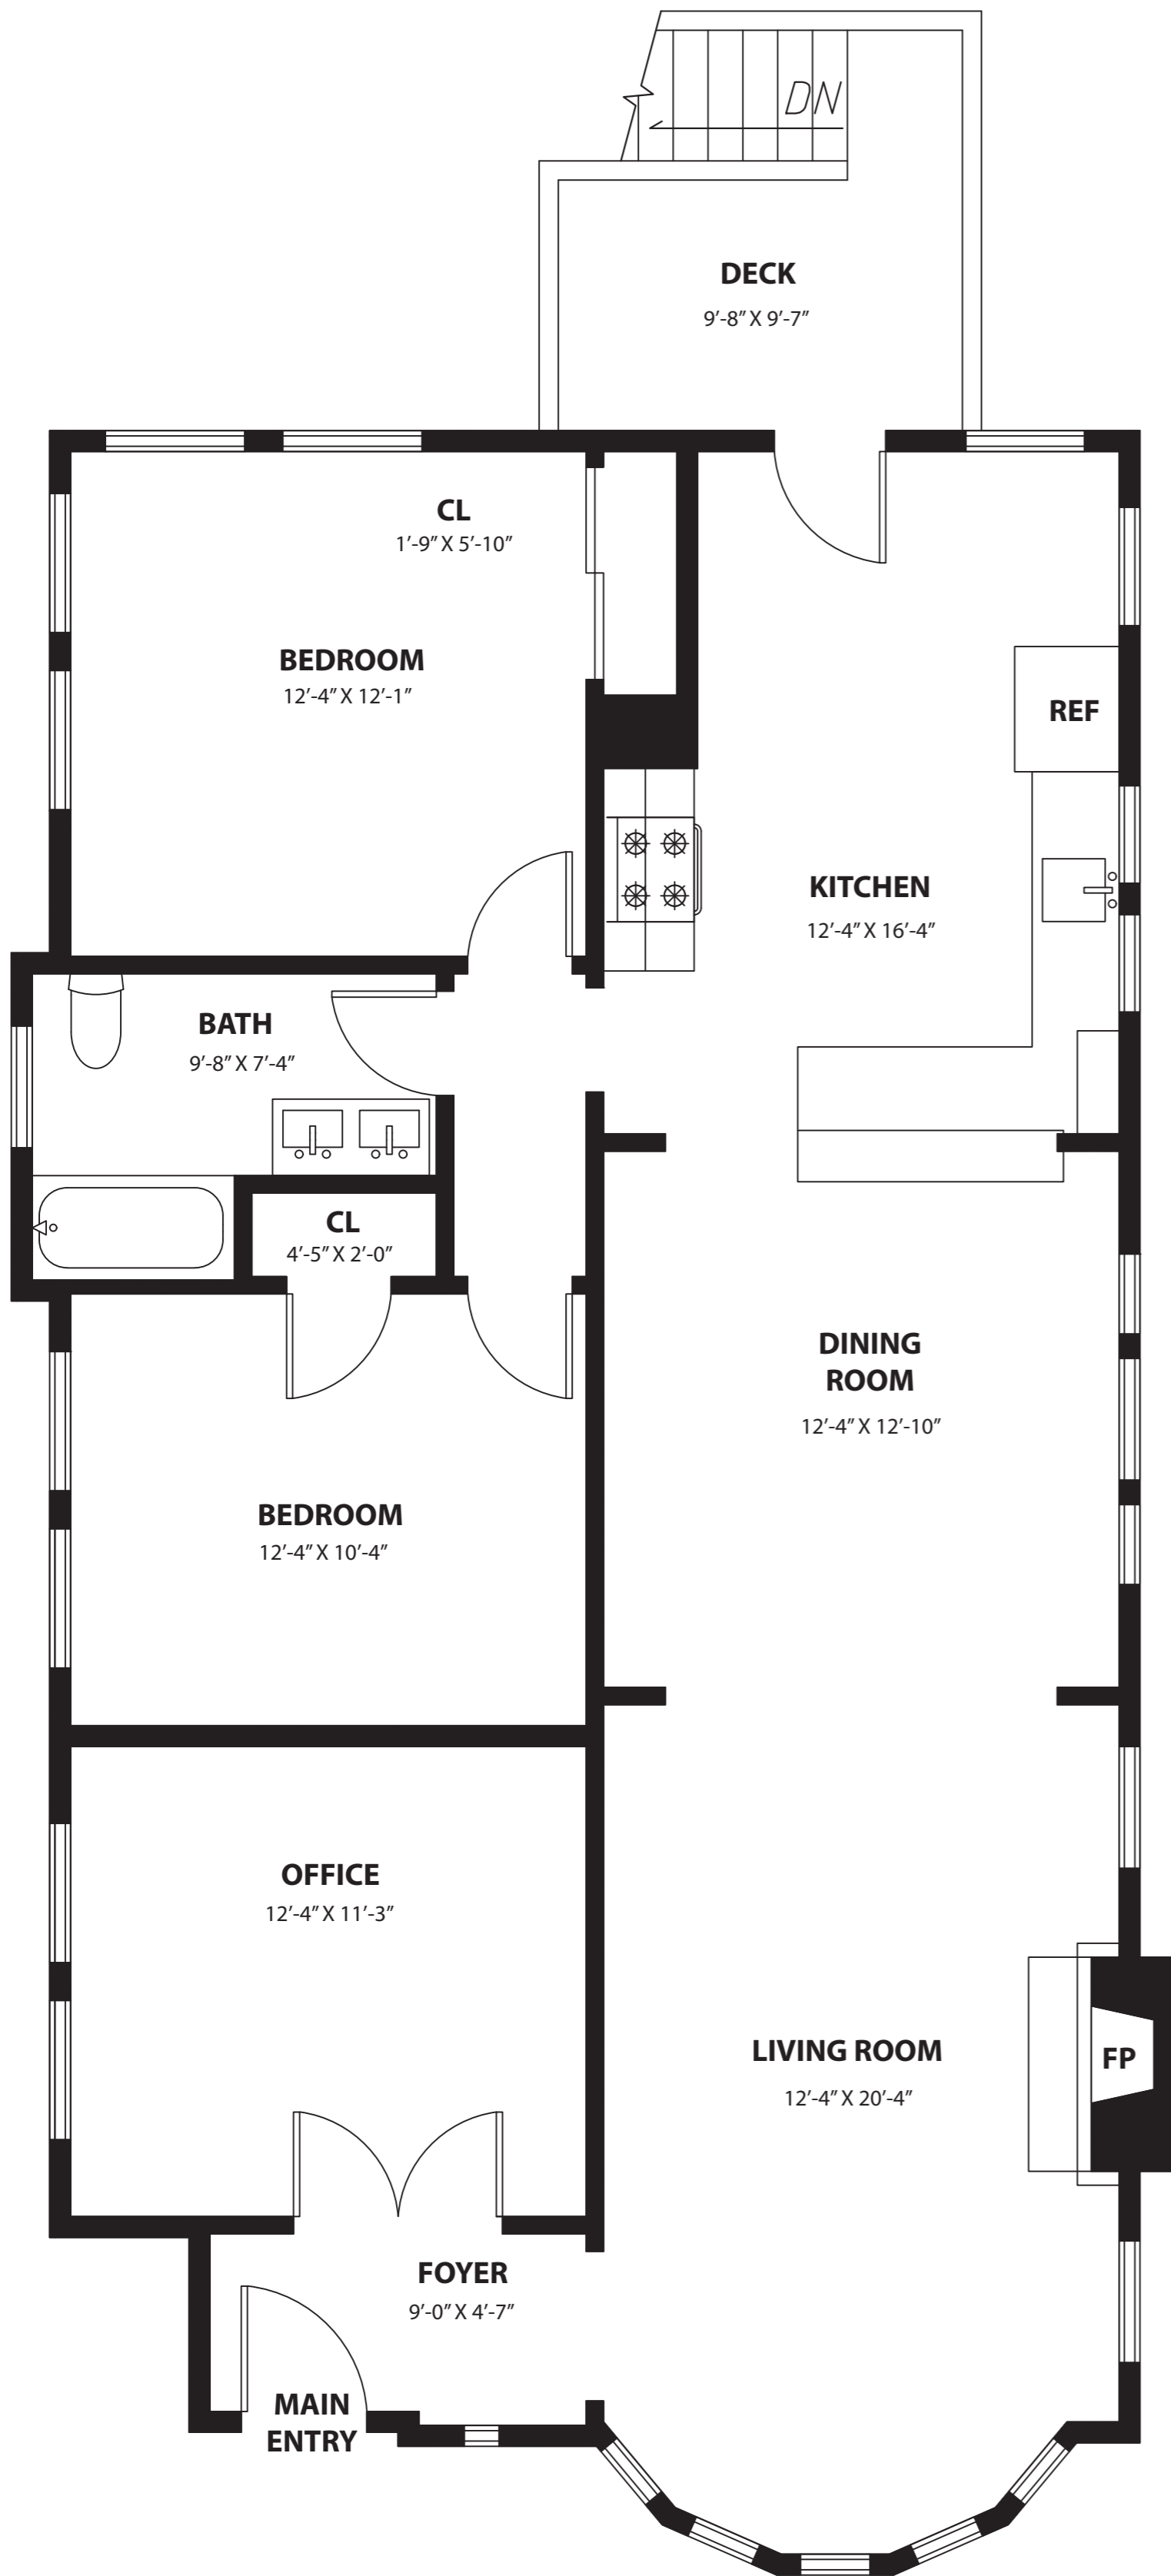 DN
DECK
9'-8" X 9'-7"
CL
1'-9" X 5'-10"
BEDROOM
12'-4" X 12'-1"
REF
KITCHEN
12'-4" X 16'-4"
BATH
9'-8" X 7'-4"
CL
4'-5" X 2'-0"
DINING
ROOM
12'-4" X 12'-10"
BEDROOM
12'-4" X 10'-4"
OFFICE
12'-4" X 11'-3"
LIVING ROOM
12'-4" X 20'-4"
FP
FOYER
9'-0" X 4'-7"
MAIN
ENTRY